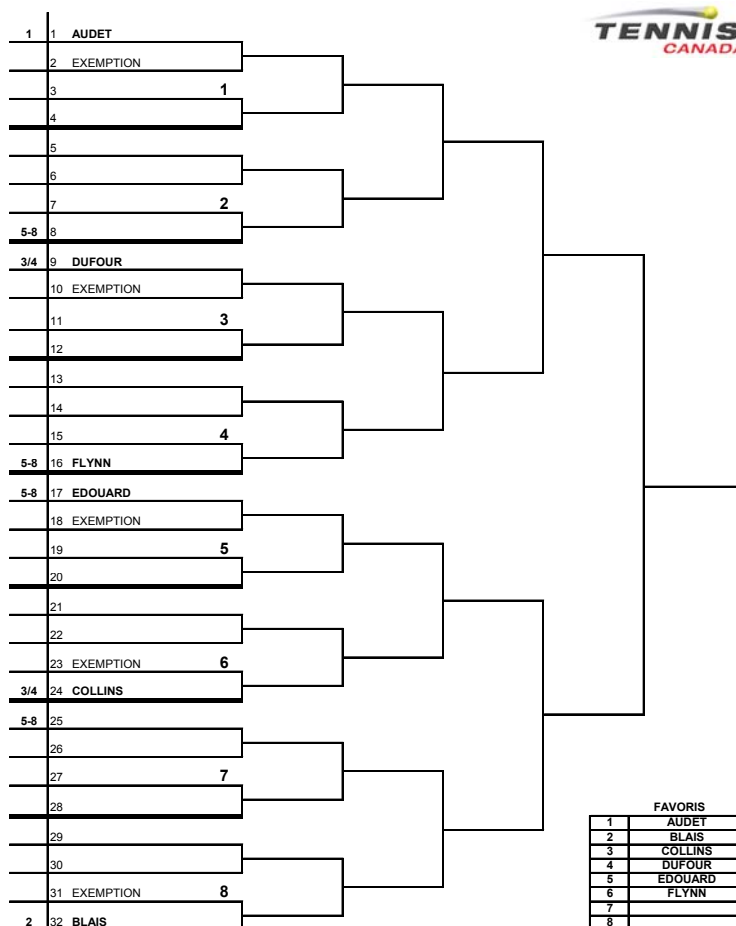 TENNIS
CANADA
1 1 AUDET
2 EXEMPTION
3 1
4
5
6
7 2
5-8 8
3/4 9 DUFOUR
10 EXEMPTION
11 3
12
13
14
15 4
5-8 16 FLYNN
5-8 17 EDOUARD
18 EXEMPTION
19 5
20
21
22
23 EXEMPTION 6
3/4 24 COLLINS
5-8 25
26
27 7
28
29
30
31 EXEMPTION 8
2 32 BLAIS
FAVORIS
1 AUDET
2 BLAIS
3 COLLINS
4 DUFOUR
5 EDOUARD
6 FLYNN
7
8